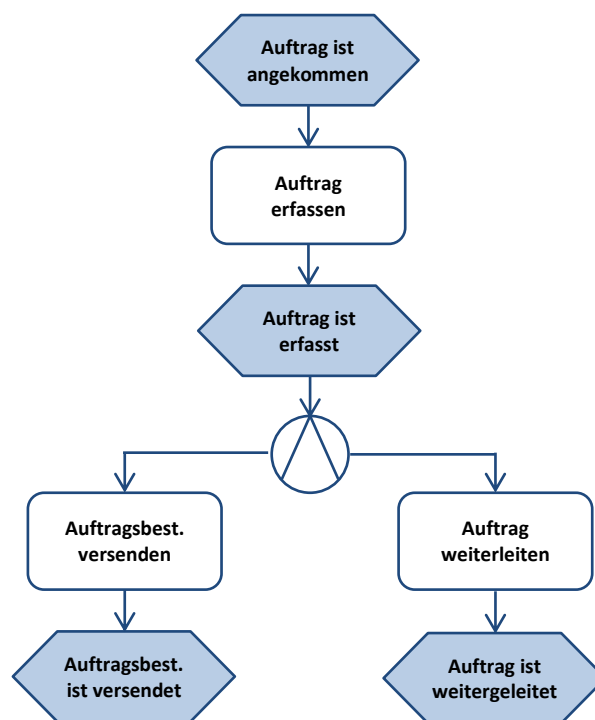 Auftrag ist
angekommen
Auftrag
erfassen
Auftrag ist
erfasst
Auftragsbest.
versenden
Auftrag
weiterleiten
Auftragsbest.
ist versendet
Auftrag ist
weitergeleitet